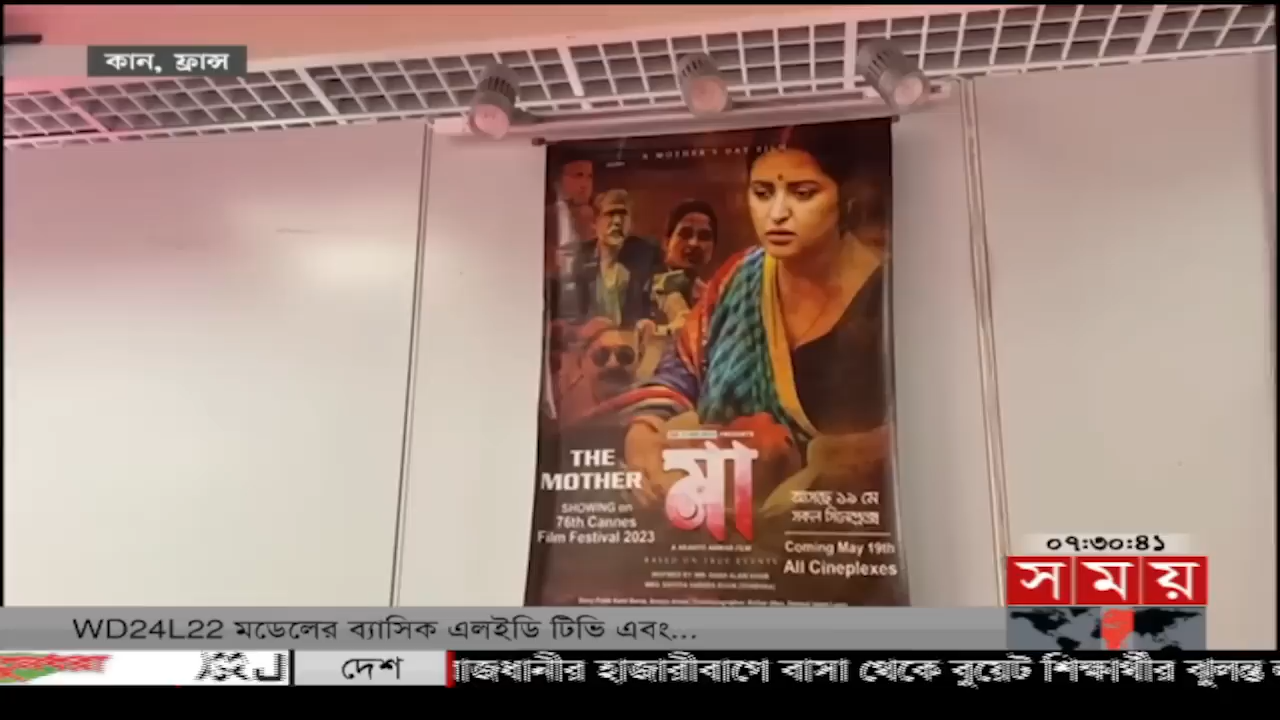 কান, ফ্রান্স
A MOTHER'S DAY FILM
THE
MOTHER
মা
SHOWING on
76th Cannes
Film Festival 2023
আসছে ১৯ মে
সকল সিনেপ্লেক্সে
Coming May 19th
All Cineplexes
BASED ON TRUE EVENTS
০৭:৩০:৪১
সময়
WD24L22 মডেলের ব্যাসিক এলইডি টিভি এবং...
দেশ
রাজধানীর হাজারীবাগে বাসা থেকে বুয়েট শিক্ষার্থীর ঝুলন্ত